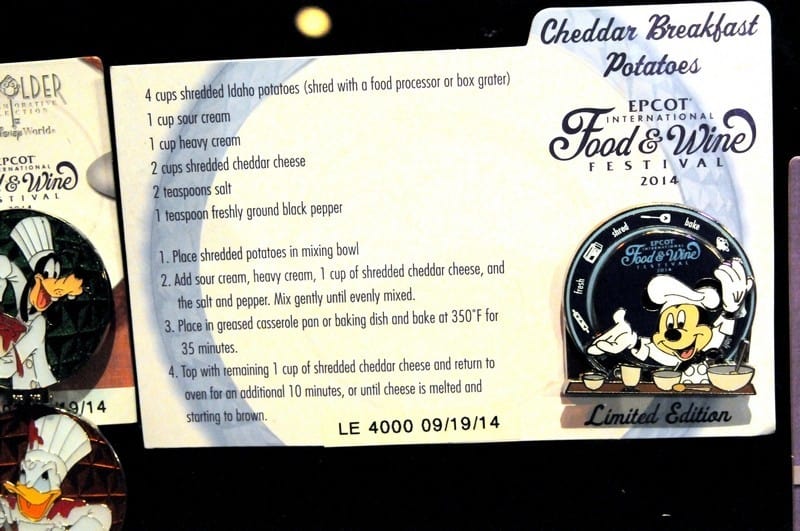 Cheddar Breakfast
Potatoes
EPCOT
INTERNATIONAL
Food & Wine
FESTIVAL
2014
4 cups shredded Idaho potatoes (shred with a food processor or box grater)
1 cup sour cream
1 cup heavy cream
2 cups shredded cheddar cheese
2 teaspoons salt
1 teaspoon freshly ground black pepper
1. Place shredded potatoes in mixing bowl
2. Add sour cream, heavy cream, 1 cup of shredded cheddar cheese, and
the salt and pepper. Mix gently until evenly mixed.
3. Place in greased casserole pan or baking dish and bake at 350°F for
35 minutes.
4. Top with remaining 1 cup of shredded cheddar cheese and return to
oven for an additional 10 minutes, or until cheese is melted and
starting to brown.
LE 4000 09/19/14
fresh
shred
bake
EPCOT
INTERNATIONAL
Food & Wine
FESTIVAL
2014
Limited Edition
OLDER
EPCOT
Wine
/14